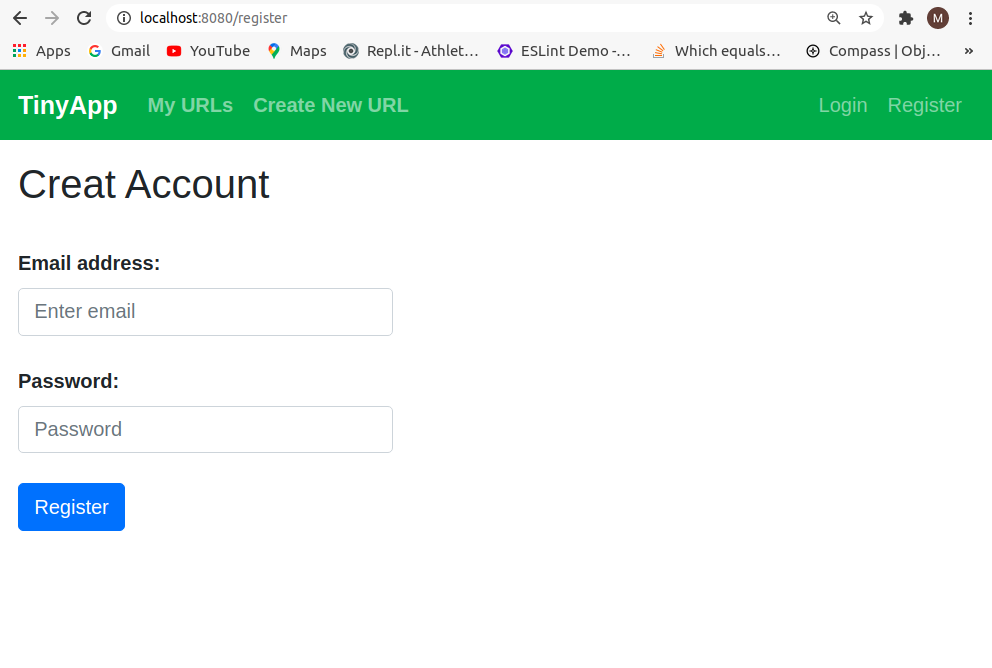 localhost:8080/register
M
Apps Gmail YouTube Maps Repl.it - Athlet... ESLint Demo -... Which equals... Compass | Obj... »
TinyApp My URLs Create New URL Login Register
Creat Account
Email address:
Enter email
Password:
Password
Register